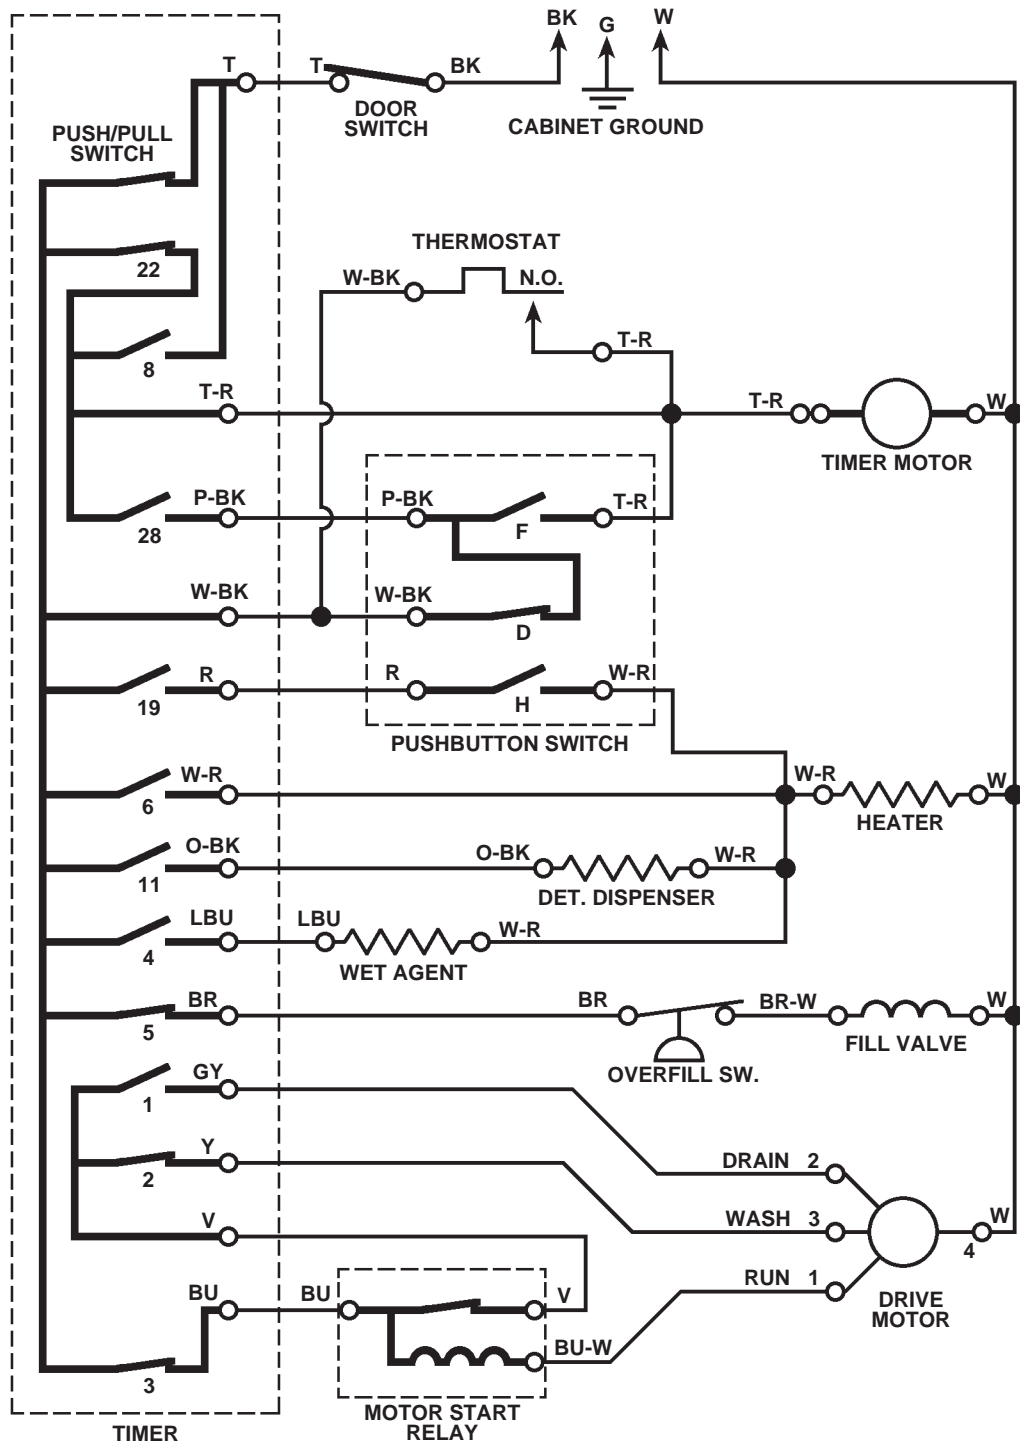 BK
G
W
T
T
BK
DOOR
SWITCH
CABINET GROUND
PUSH/PULL
SWITCH
THERMOSTAT
22
W-BK
N.O.
T-R
8
T-R
T-R
W
TIMER MOTOR
P-BK
P-BK
T-R
28
F
W-BK
W-BK
D
R
R
W-R
19
H
PUSHBUTTON SWITCH
W-R
W-R
W
6
HEATER
O-BK
O-BK
W-R
11
DET. DISPENSER
LBU
LBU
W-R
4
WET AGENT
BR
BR
BR-W
W
5
OVERFILL SW.
FILL VALVE
GY
1
Y
DRAIN 2
2
V
WASH 3
W
4
RUN 1
BU
BU
V
DRIVE
MOTOR
BU-W
3
MOTOR START
RELAY
TIMER